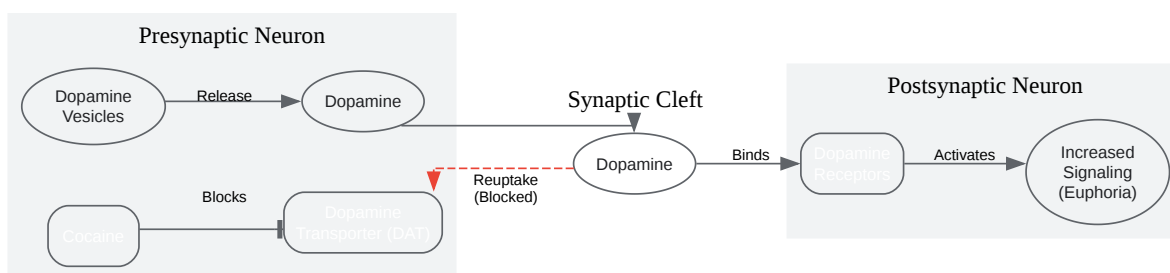 Presynaptic Neuron
Dopamine
Vesicles
Release
Dopamine
Synaptic Cleft
Dopamine
Binds
Postsynaptic Neuron
Dopamine
Receptors
Activates
Increased
Signaling
(Euphoria)
Reuptake
(Blocked)
Blocks
Cocaine
Dopamine
Transporter (DAT)